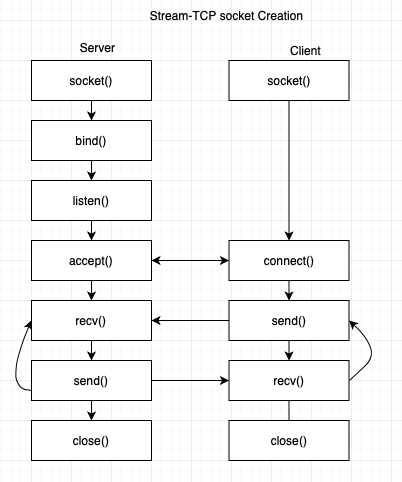 Stream-TCP socket Creation
Server
Client
socket()
socket()
bind()
listen()
accept()
connect()
recv()
send()
send()
recv()
close()
close()